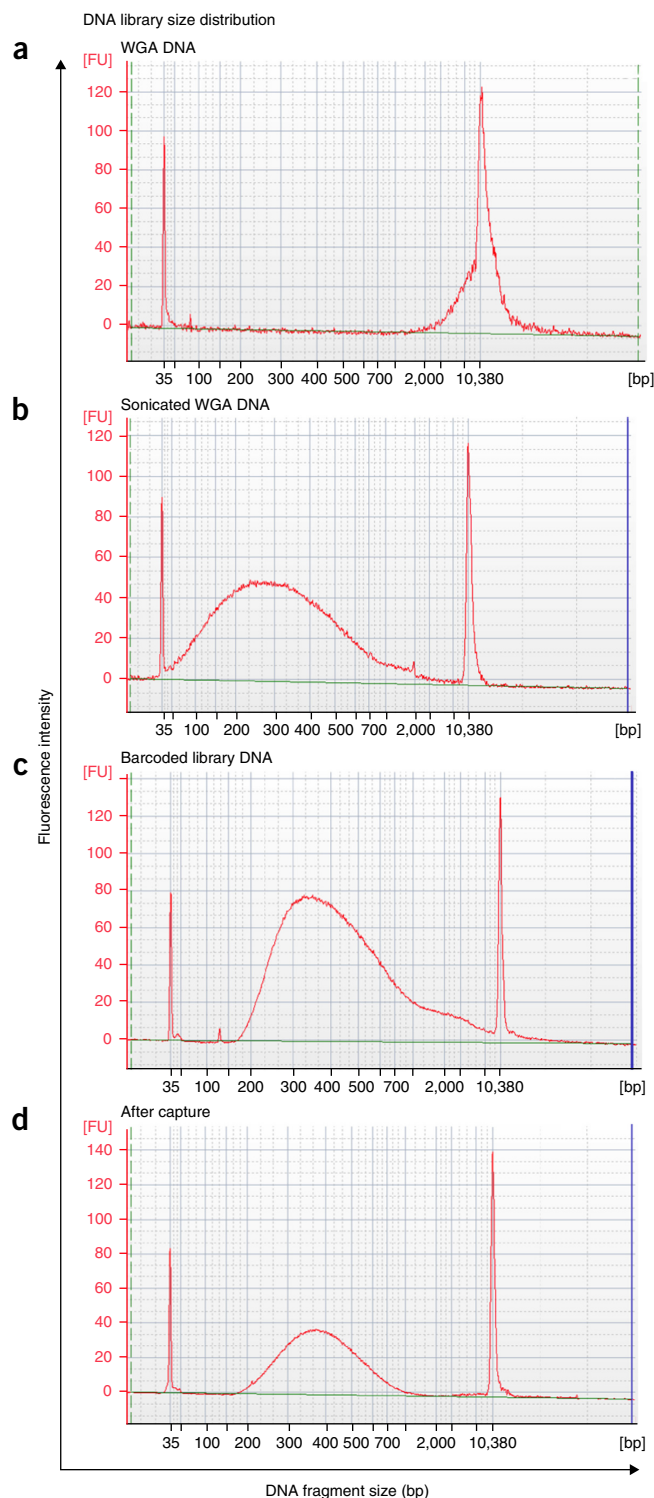 DNA library size distribution
a
WGA DNA
[FU]
120
100
80
60
40
20
0
35 100 200 300 400 500 700 2,000 10,380 [bp]
b
Sonicated WGA DNA
[FU]
120
100
80
60
40
20
0
35 100 200 300 400 500 700 2,000 10,380 [bp]
c
Barcoded library DNA
[FU]
120
100
80
60
40
20
0
35 100 200 300 400 500 700 2,000 10,380 [bp]
d
After capture
[FU]
140
120
100
80
60
40
20
0
35 100 200 300 400 500 700 2,000 10,380 [bp]
Fluorescence intensity
DNA fragment size (bp)